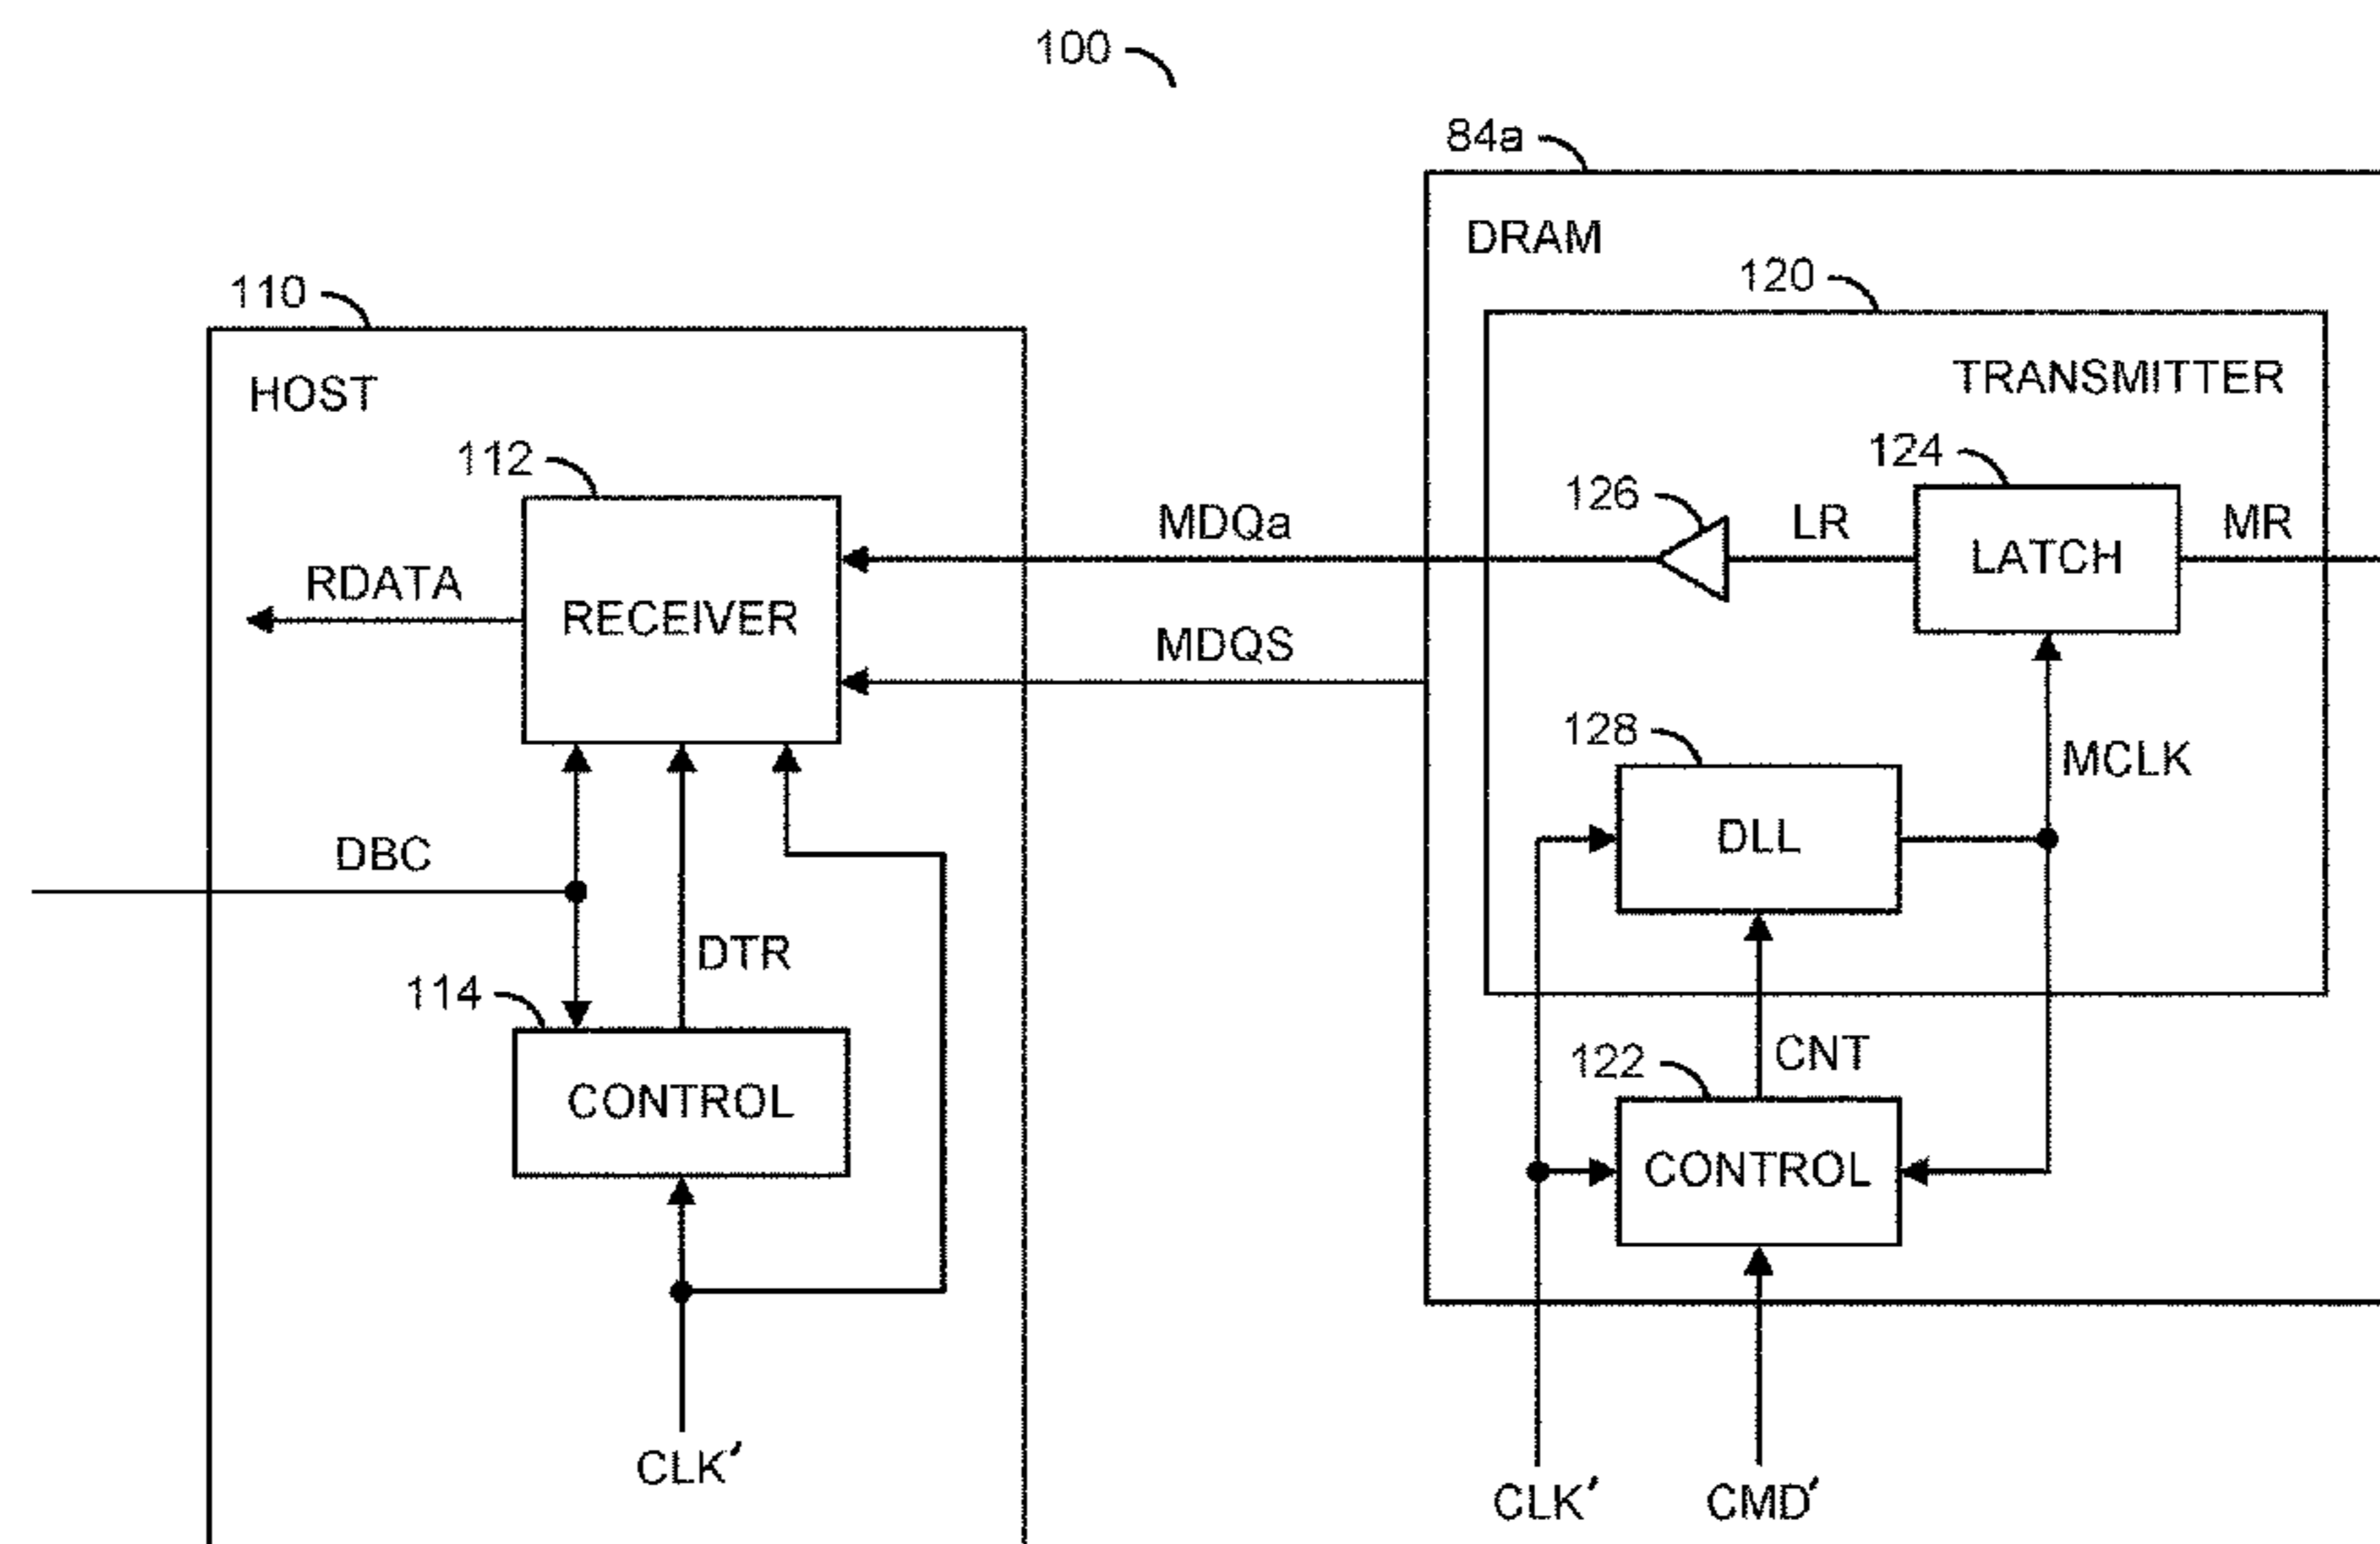 100
84a
DRAM
120
110
TRANSMITTER
HOST
112
124
126
MDQa
LR
MR
LATCH
RDATA
RECEIVER
MDQS
128
MCLK
DLL
DBC
DTR
114
CNT
122
CONTROL
CONTROL
CLK'
CLK'
CMD'